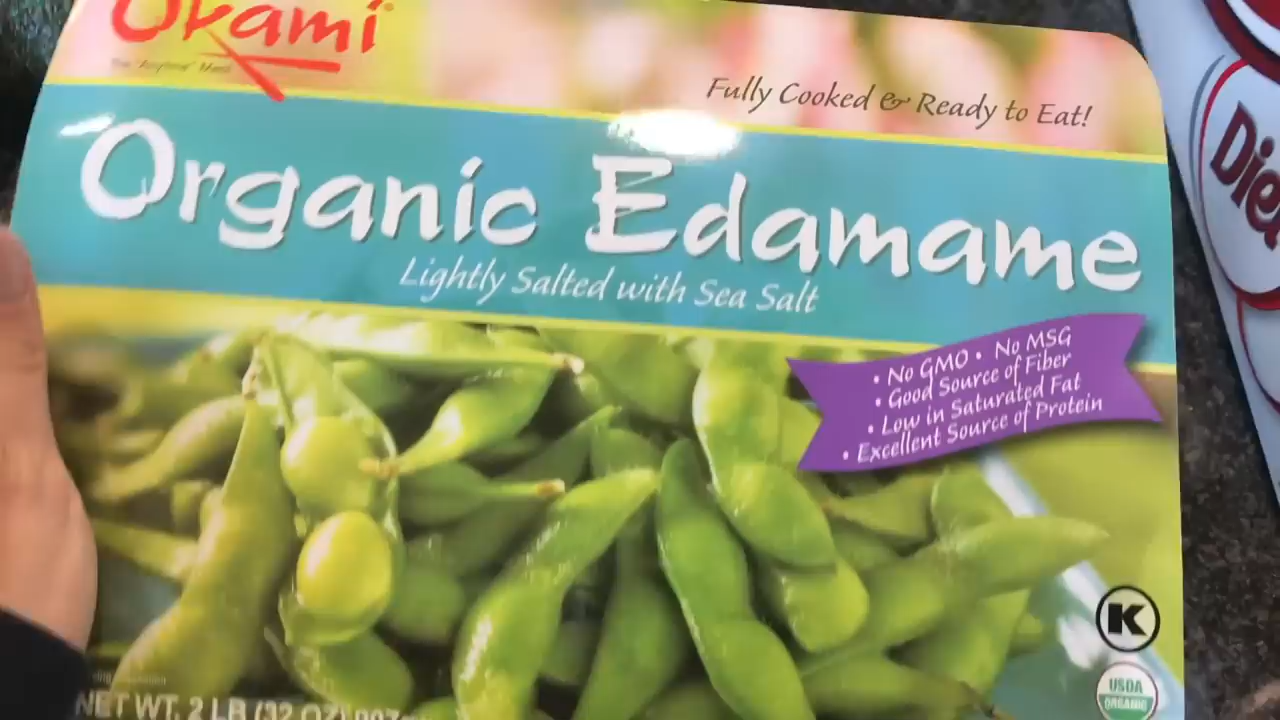 Okami
Fully Cooked & Ready to Eat!
Organic Edamame
Lightly Salted with Sea Salt
• No GMO • No MSG
• Good Source of Fiber
• Low in Saturated Fat
• Excellent Source of Protein
K
USDA
ORGANIC
NET WT. 2 LB (32 OZ) 907